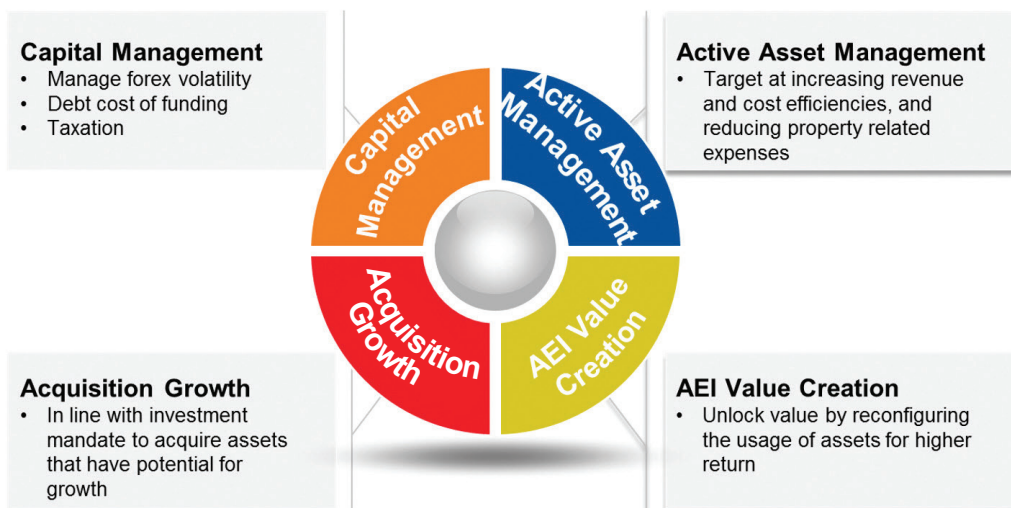 Capital Management
• Manage forex volatility
• Debt cost of funding
• Taxation
Active Asset Management
• Target at increasing revenue
and cost efficiencies, and
reducing property related
expenses
Capital
Management
Active Asset
Management
Acquisition
Growth
AEI Value
Creation
Acquisition Growth
• In line with investment
mandate to acquire assets
that have potential for
growth
AEI Value Creation
• Unlock value by reconfiguring
the usage of assets for higher
return